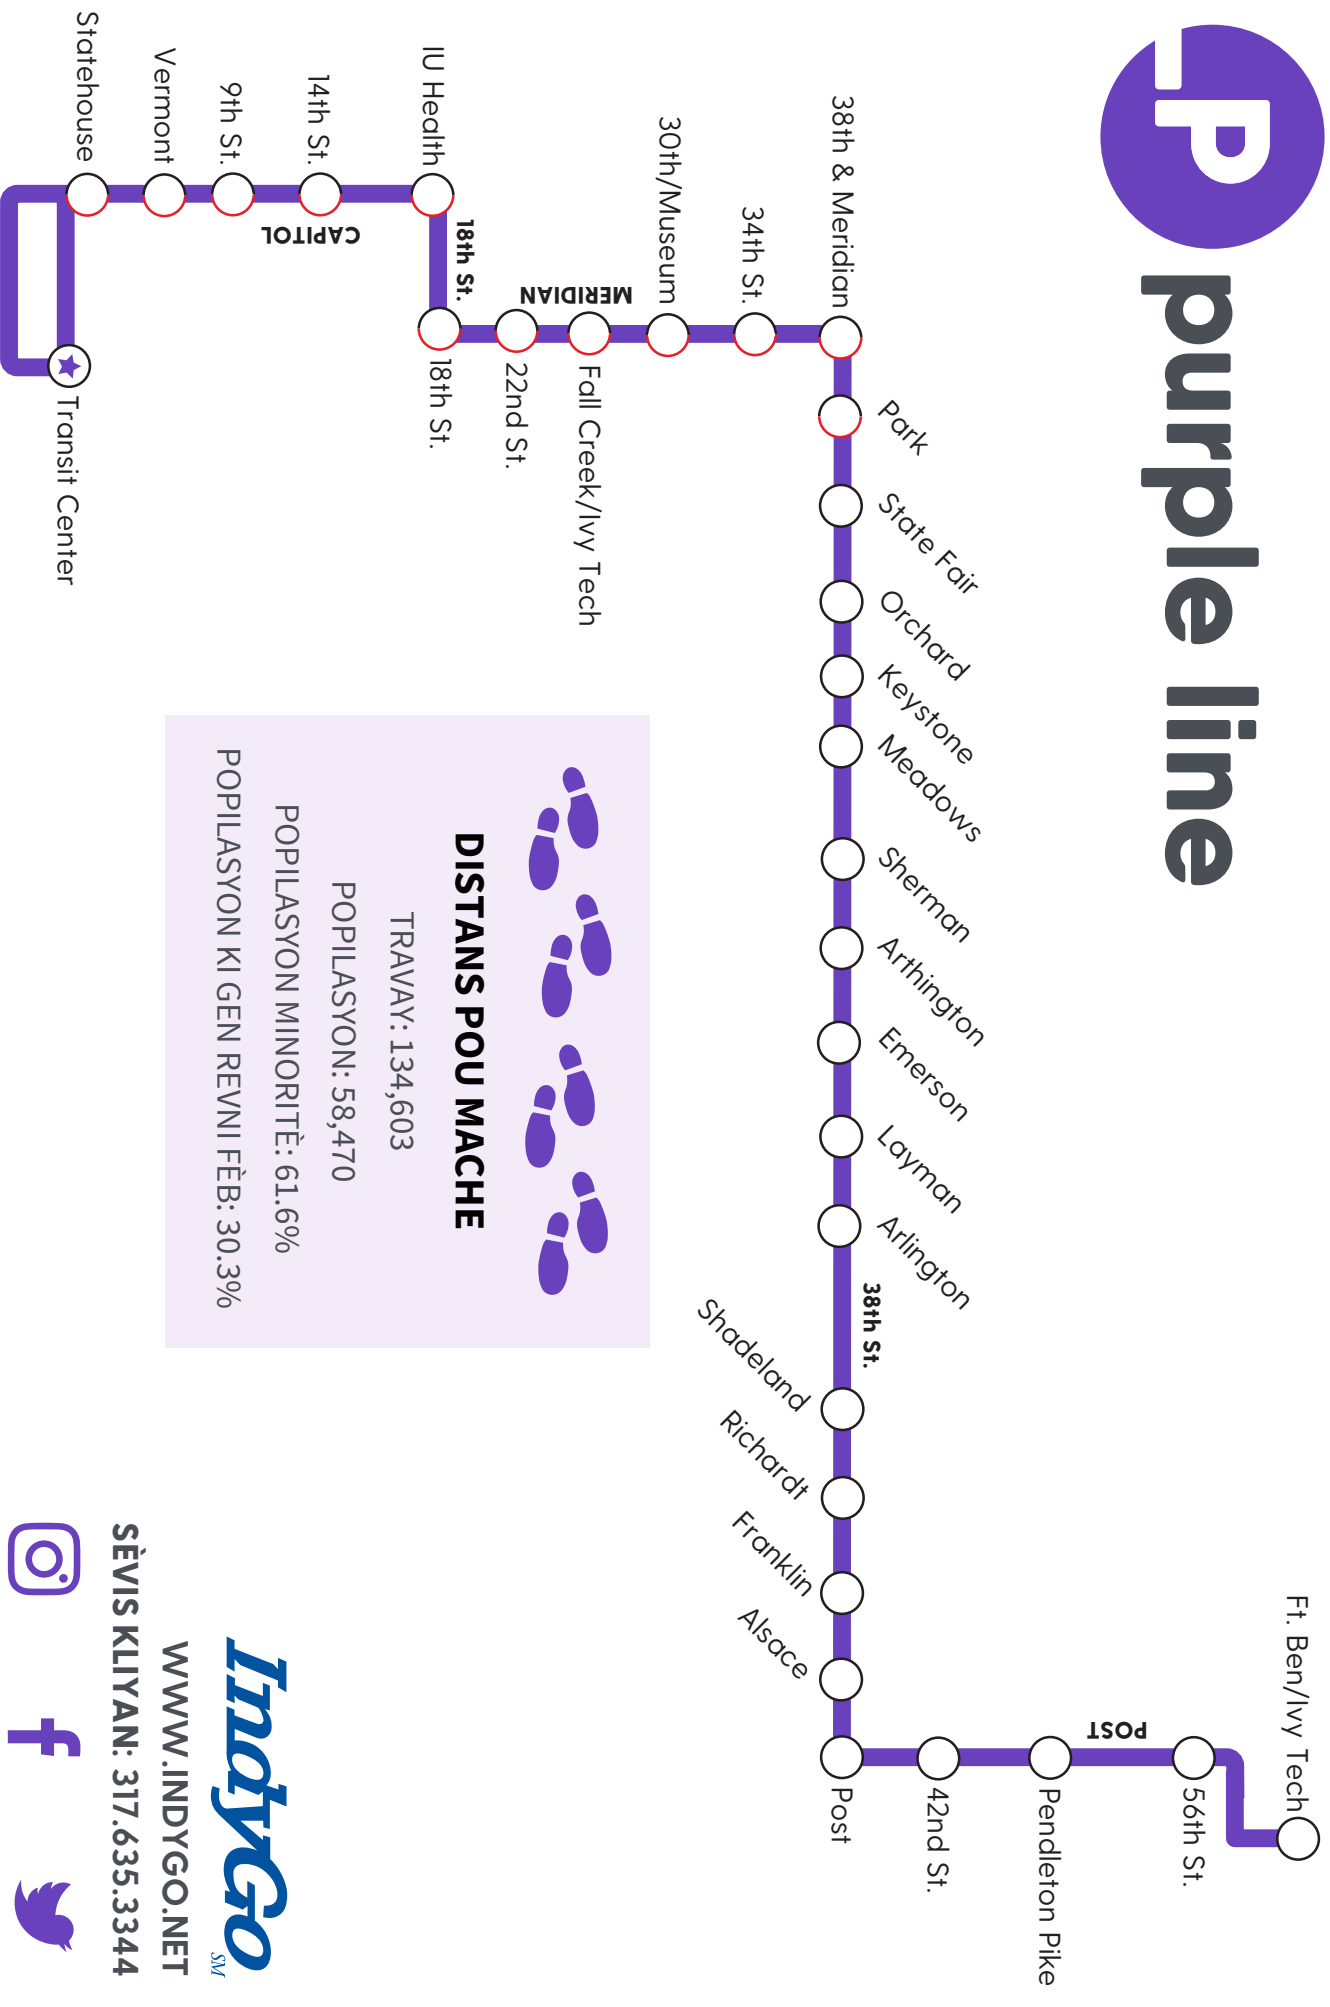 P
purple line
Ft. Ben/Ivy Tech
56th St.
POST
Pendleton Pike
42nd St.
Post
Alsace
Franklin
Richardt
Shadeland
38th St.
Arlington
Layman
Emerson
Arthington
Sherman
Meadows
Keystone
Orchard
State Fair
Park
38th & Meridian
34th St.
30th/Museum
MERIDIAN
Fall Creek/Ivy Tech
22nd St.
18th St.
18th St.
IU Health
14th St.
CAPITOL
9th St.
Vermont
Statehouse
Transit Center
DISTANS POU MACHE
TRAVAY: 134,603
POPILASYON: 58,470
POPILASYON MINORITÈ: 61.6%
POPILASYON KI GEN REVNI FÈB: 30.3%
IndyGo SM
WWW.INDYGO.NET
SÈVIS KLIYAN: 317.635.3344